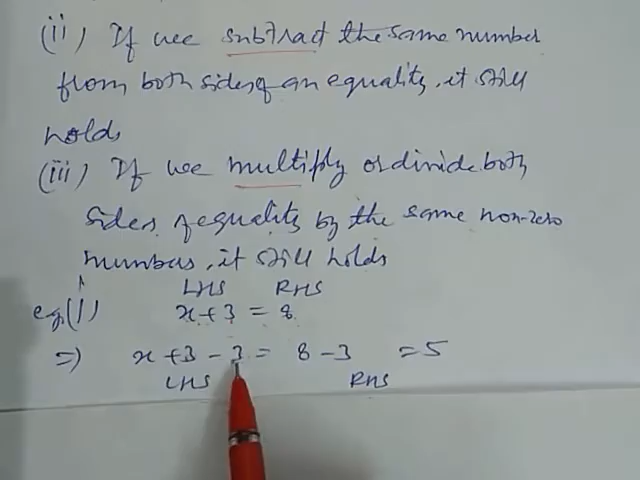 (ii) If we subtract the same number
from both sides of an equality, it still
holds
(iii) If we multiply or divide both
sides of equality by the same non-zero
number, it still holds
LHS RHS
eg(1) x+3 = 8
=> x+3-3 = 8-3 =5
LHS RHS